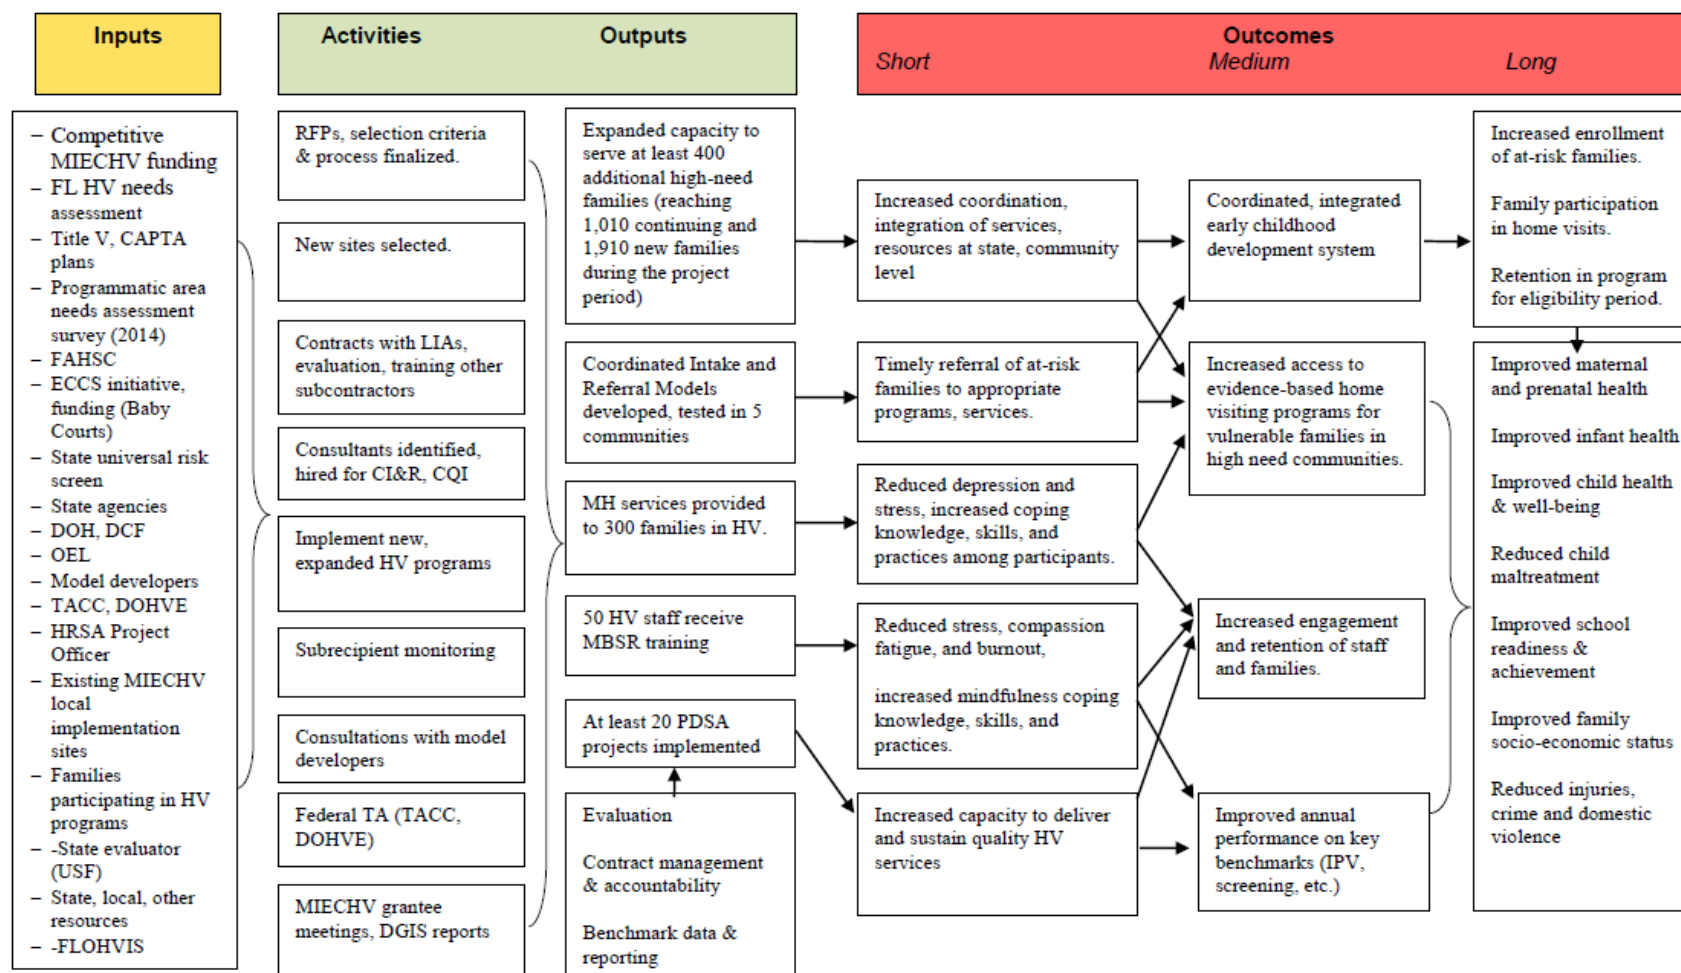 Inputs
Activities
Outputs
Outcomes
Short
Medium
Long
– Competitive
MIECHV funding
– FL HV needs
assessment
– Title V, CAPTA
plans
– Programmatic area
needs assessment
survey (2014)
– FAHSC
– ECCS initiative,
funding (Baby
Courts)
– State universal risk
screen
– State agencies
– DOH, DCF
– OEL
– Model developers
– TACC, DOHVE
– HRSA Project
Officer
– Existing MIECHV
local
implementation
sites
– Families
participating in HV
programs
– -State evaluator
(USF)
– State, local, other
resources
– -FLOHVIS
RFPs, selection criteria
& process finalized.
New sites selected.
Contracts with LIAs,
evaluation, training other
subcontractors
Consultants identified,
hired for CI&R, CQI
Implement new,
expanded HV programs
Subrecipient monitoring
Consultations with model
developers
Federal TA (TACC,
DOHVE)
MIECHV grantee
meetings, DGIS reports
Expanded capacity to
serve at least 400
additional high-need
families (reaching
1,010 continuing and
1,910 new families
during the project
period)
Coordinated Intake and
Referral Models
developed, tested in 5
communities
MH services provided
to 300 families in HV.
50 HV staff receive
MBSR training
At least 20 PDSA
projects implemented
Evaluation
Contract management
& accountability
Benchmark data &
reporting
Increased coordination,
integration of services,
resources at state, community
level
Timely referral of at-risk
families to appropriate
programs, services.
Reduced depression and
stress, increased coping
knowledge, skills, and
practices among participants.
Reduced stress, compassion
fatigue, and burnout,
increased mindfulness coping
knowledge, skills, and
practices.
Increased capacity to deliver
and sustain quality HV
services
Coordinated, integrated
early childhood
development system
Increased access to
evidence-based home
visiting programs for
vulnerable families in
high need communities.
Increased engagement
and retention of staff
and families.
Improved annual
performance on key
benchmarks (IPV,
screening, etc.)
Increased enrollment
of at-risk families.
Family participation
in home visits.
Retention in program
for eligibility period.
Improved maternal
and prenatal health
Improved infant health
Improved child health
& well-being
Reduced child
maltreatment
Improved school
readiness &
achievement
Improved family
socio-economic status
Reduced injuries,
crime and domestic
violence